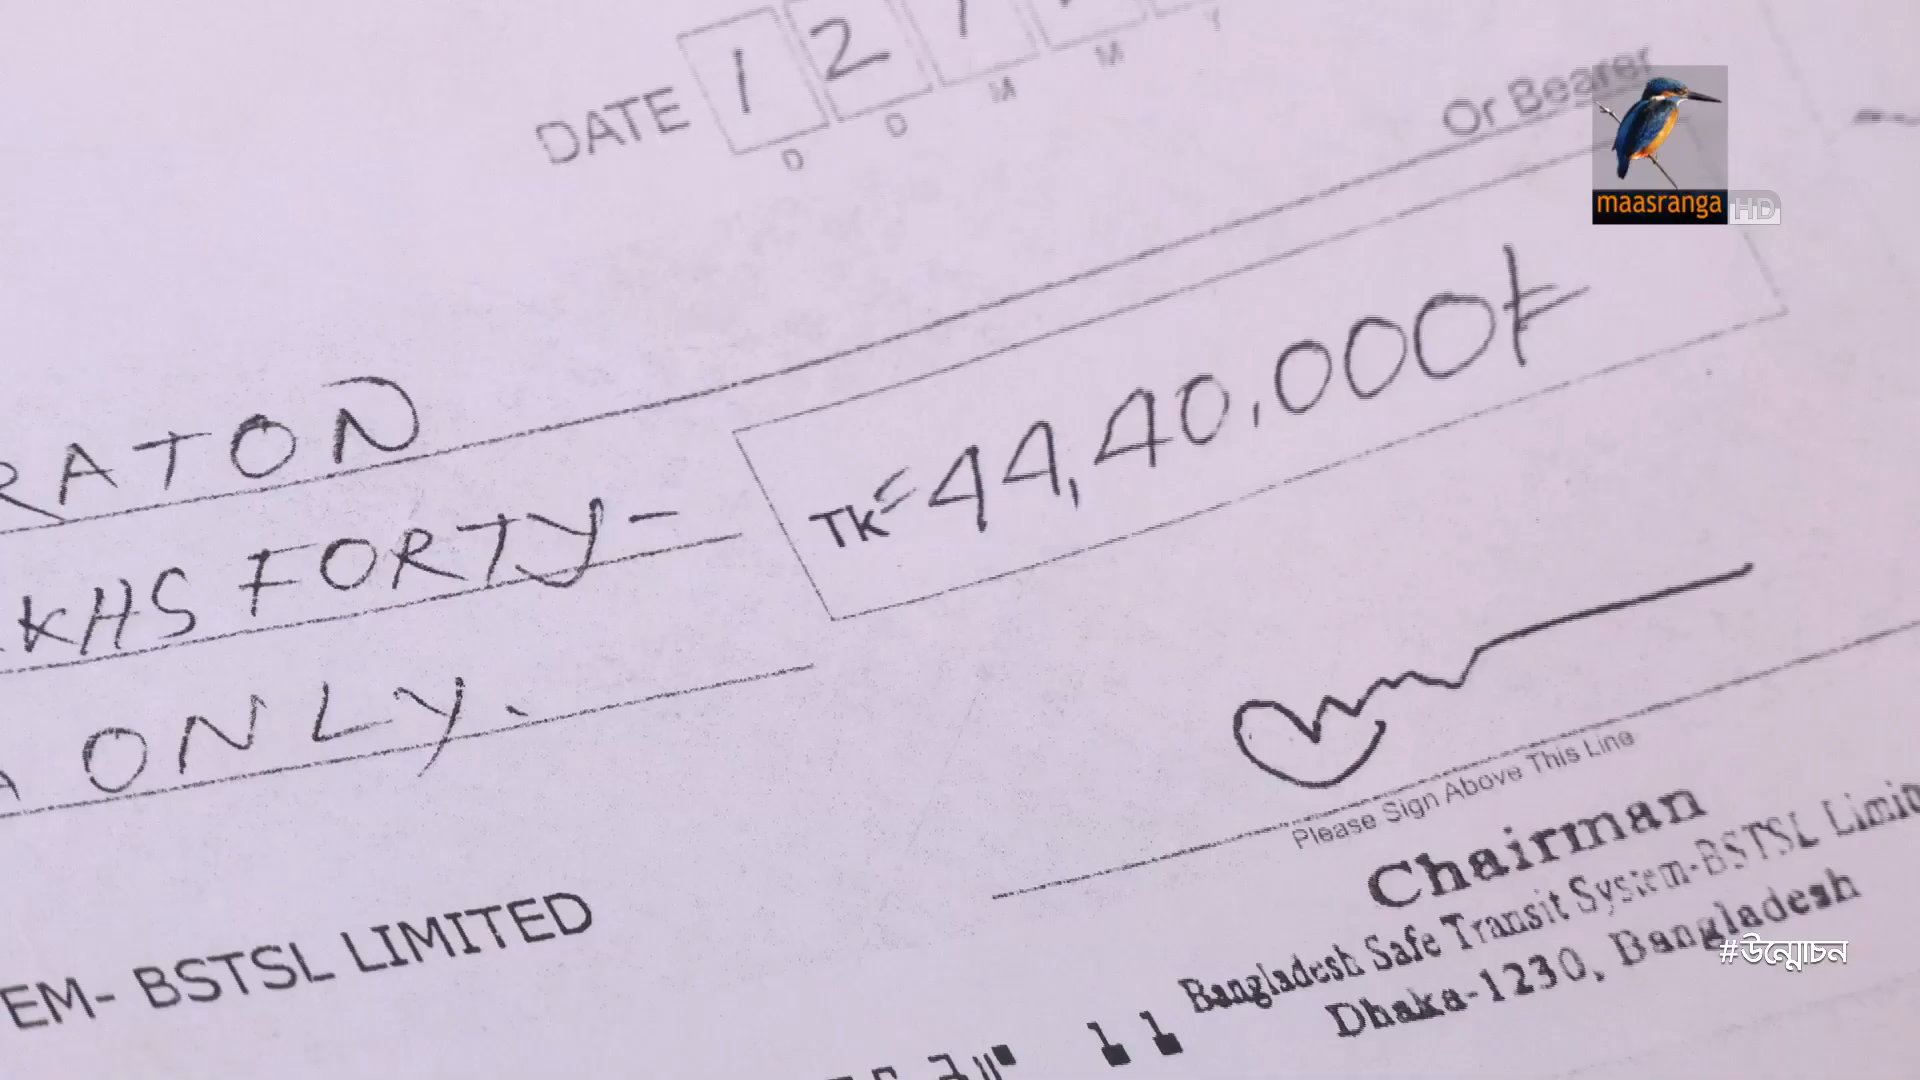 DATE 1 2 1
D D M M Y
Or Bearer
maasranga HD
RATON
KHS FORTY-
Tk=44,40,000/=
ONLY.
Please Sign Above This Line
Chairman
EM- BSTSL LIMITED
Bangladesh Safe Transit System-BSTSL
Dhaka-1230, Bangladesh
#উন্মোচন